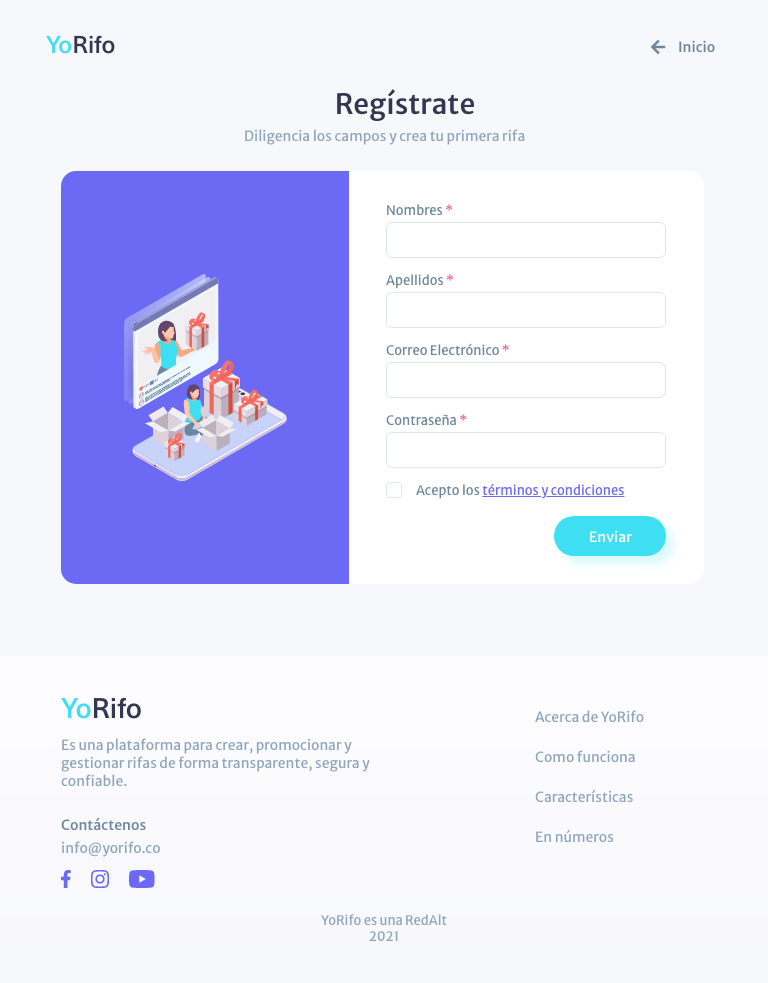 YoRifo
Inicio
Regístrate
Diligencia los campos y crea tu primera rifa
Nombres *
Apellidos *
Correo Electrónico *
Contraseña *
Acepto los términos y condiciones
Enviar
YoRifo
Es una plataforma para crear, promocionar y
gestionar rifas de forma transparente, segura y
confiable.
Contáctenos
info@yorifo.co
Acerca de YoRifo
Como funciona
Características
En números
YoRifo es una RedAlt
2021